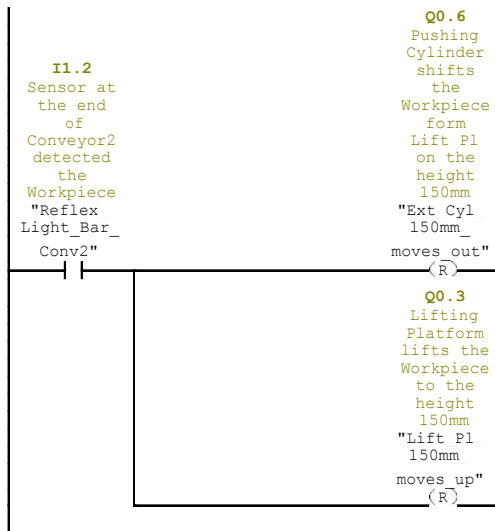 I1.2
Sensor at
the end
of
Conveyor2
detected
the
Workpiece
"Reflex_
Light_Bar_
Conv2"
Q0.6
Pushing
Cylinder
shifts
the
Workpiece
form
Lift Pl
on the
height
150mm
"Ext_Cyl_
150mm_
moves_out"
(R)
Q0.3
Lifting
Platform
lifts the
Workpiece
to the
height
150mm
"Lift_Pl_
150mm_
moves_up"
(R)